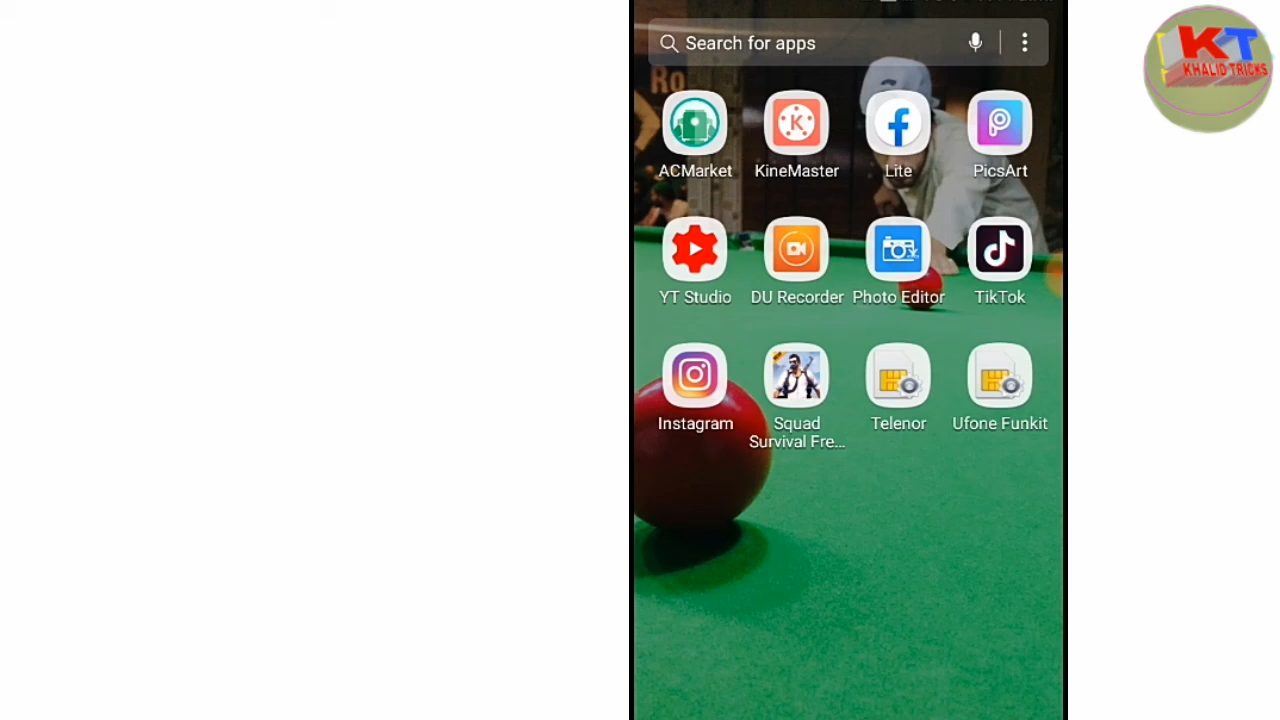 Search for apps
KT
KHALID TRICKS
Ro
ACMarket
KineMaster
Lite
PicsArt
YT Studio
DU Recorder
Photo Editor
TikTok
Instagram
Squad
Survival Fre...
Telenor
Ufone Funkit